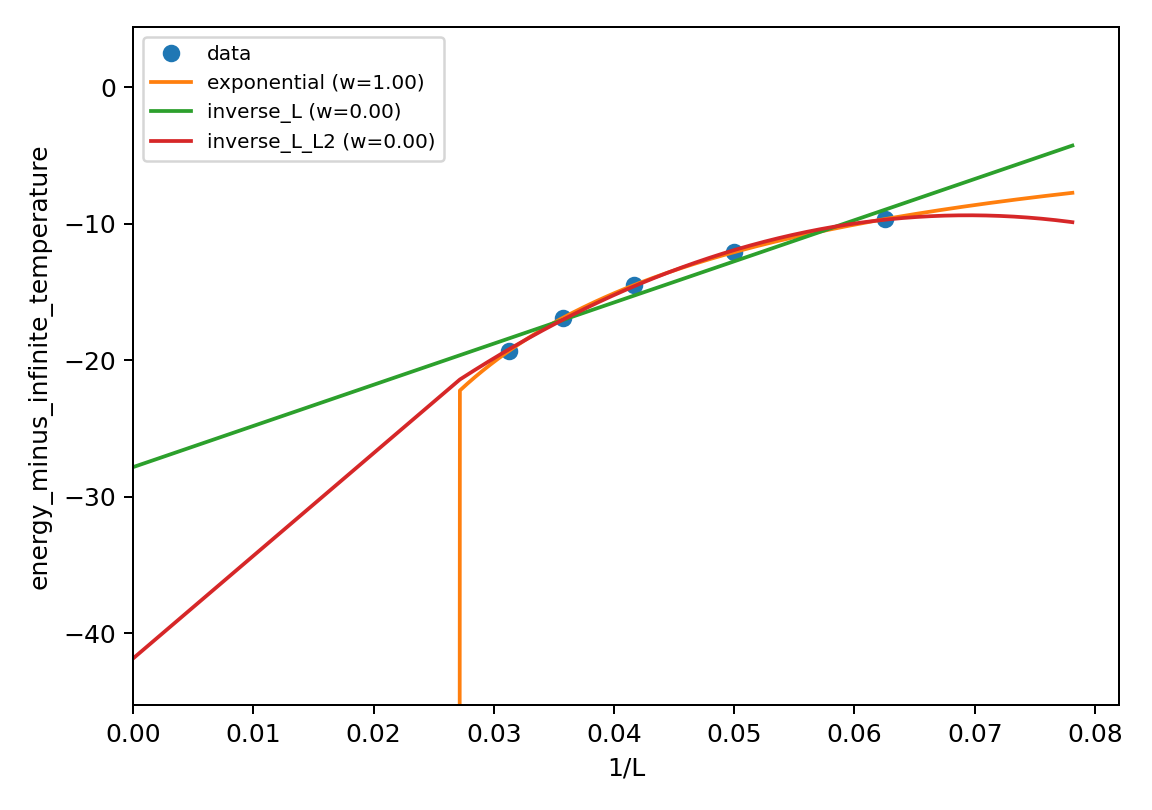 data
exponential (w=1.00)
inverse_L (w=0.00)
inverse_L_L2 (w=0.00)
energy_minus_infinite_temperature
0
−10
−20
−30
−40
0.00 0.01 0.02 0.03 0.04 0.05 0.06 0.07 0.08
1/L